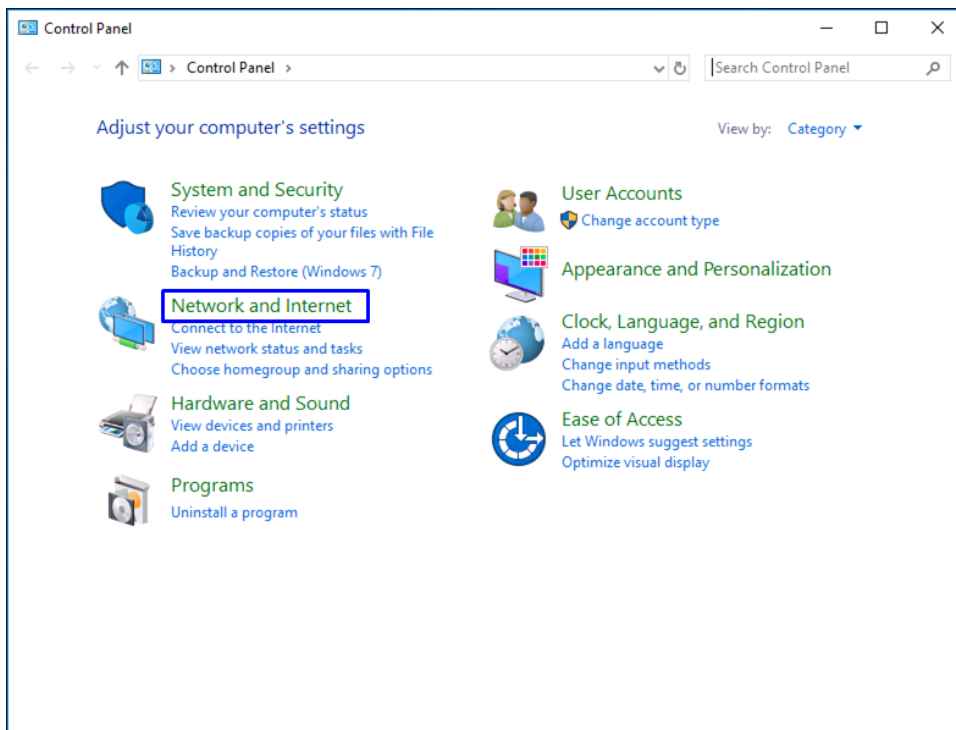 Control Panel
Control Panel
Search Control Panel
Adjust your computer's settings
View by: Category
System and Security
Review your computer's status
Save backup copies of your files with File
History
Backup and Restore (Windows 7)
Network and Internet
Connect to the Internet
View network status and tasks
Choose homegroup and sharing options
Hardware and Sound
View devices and printers
Add a device
Programs
Uninstall a program
User Accounts
Change account type
Appearance and Personalization
Clock, Language, and Region
Add a language
Change input methods
Change date, time, or number formats
Ease of Access
Let Windows suggest settings
Optimize visual display